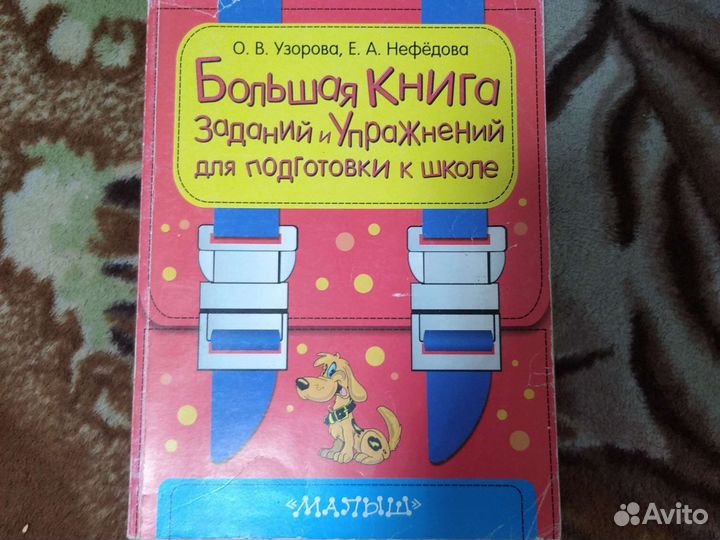 О. В. Узорова, Е. А. Нефёдова
Большая Книга
Заданий и Упражнений
для подготовки к школе
«МАЛЫШ»
Avito